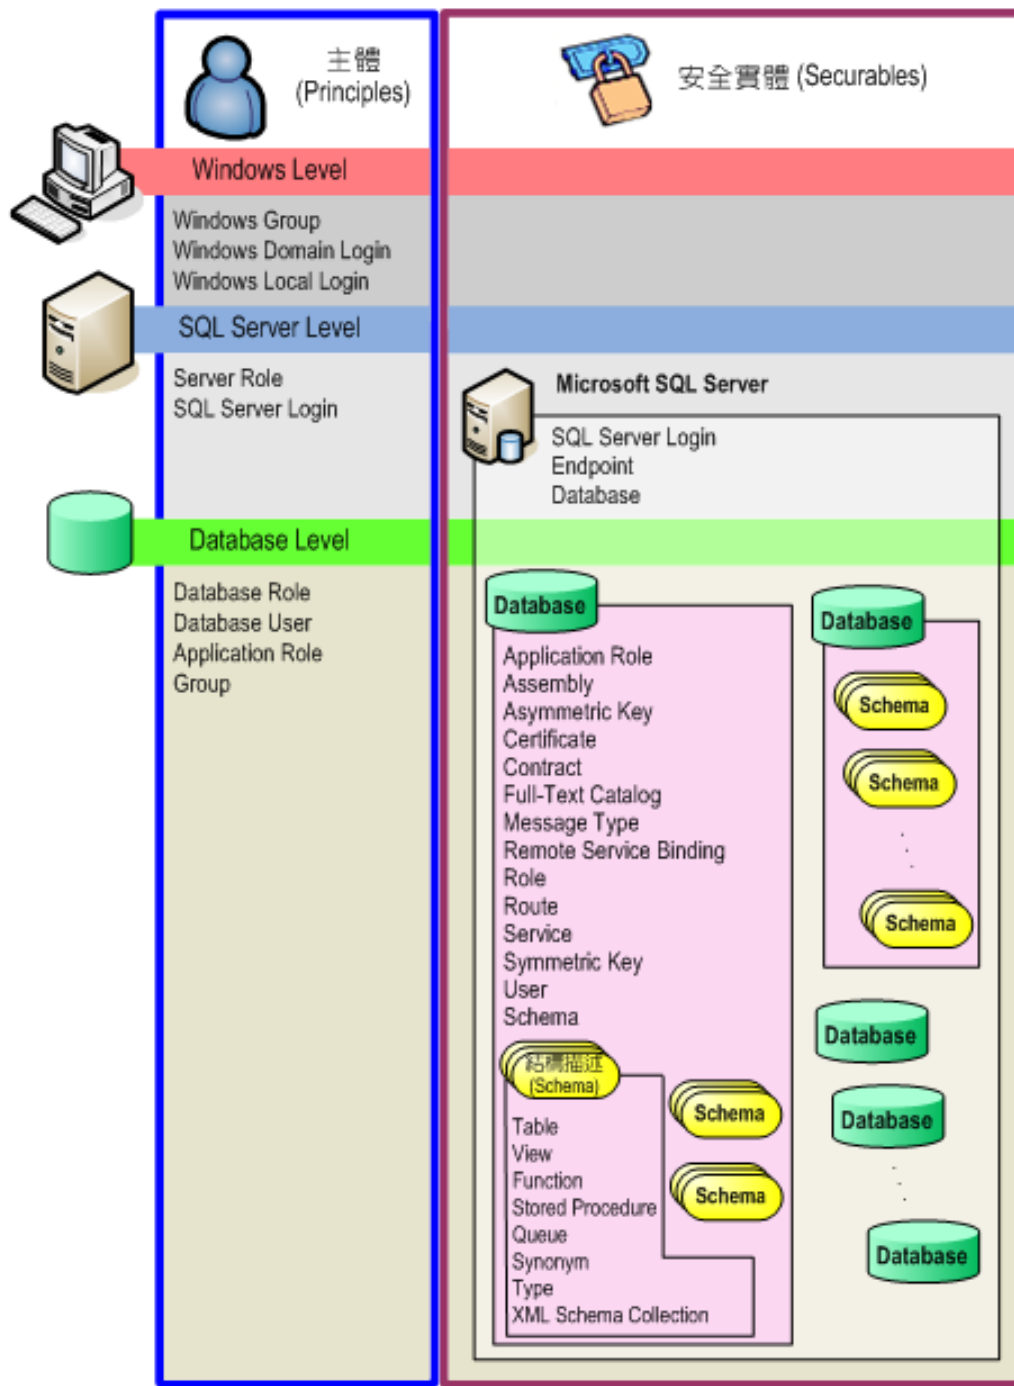 主體
(Principles)
安全實體 (Securables)
Windows Level
Windows Group
Windows Domain Login
Windows Local Login
SQL Server Level
Server Role
SQL Server Login
Microsoft SQL Server
SQL Server Login
Endpoint
Database
Database Level
Database Role
Database User
Application Role
Group
Database
Application Role
Assembly
Asymmetric Key
Certificate
Contract
Full-Text Catalog
Message Type
Remote Service Binding
Role
Route
Service
Symmetric Key
User
Schema
結構描述
(Schema)
Table
View
Function
Stored Procedure
Queue
Synonym
Type
XML Schema Collection
Schema
Schema
Database
Schema
Schema
Schema
Database
Database
Database